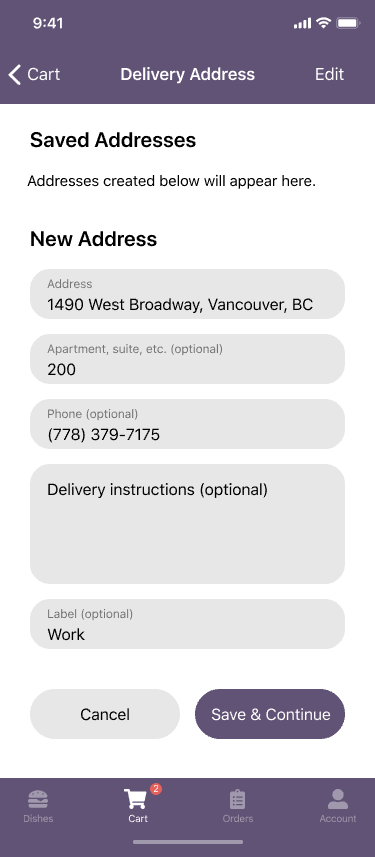 9:41
Cart
Delivery Address
Edit
Saved Addresses
Addresses created below will appear here.
New Address
Address
1490 West Broadway, Vancouver, BC
Apartment, suite, etc. (optional)
200
Phone (optional)
(778) 379-7175
Delivery instructions (optional)
Label (optional)
Work
Cancel
Save & Continue
2
Dishes
Cart
Orders
Account